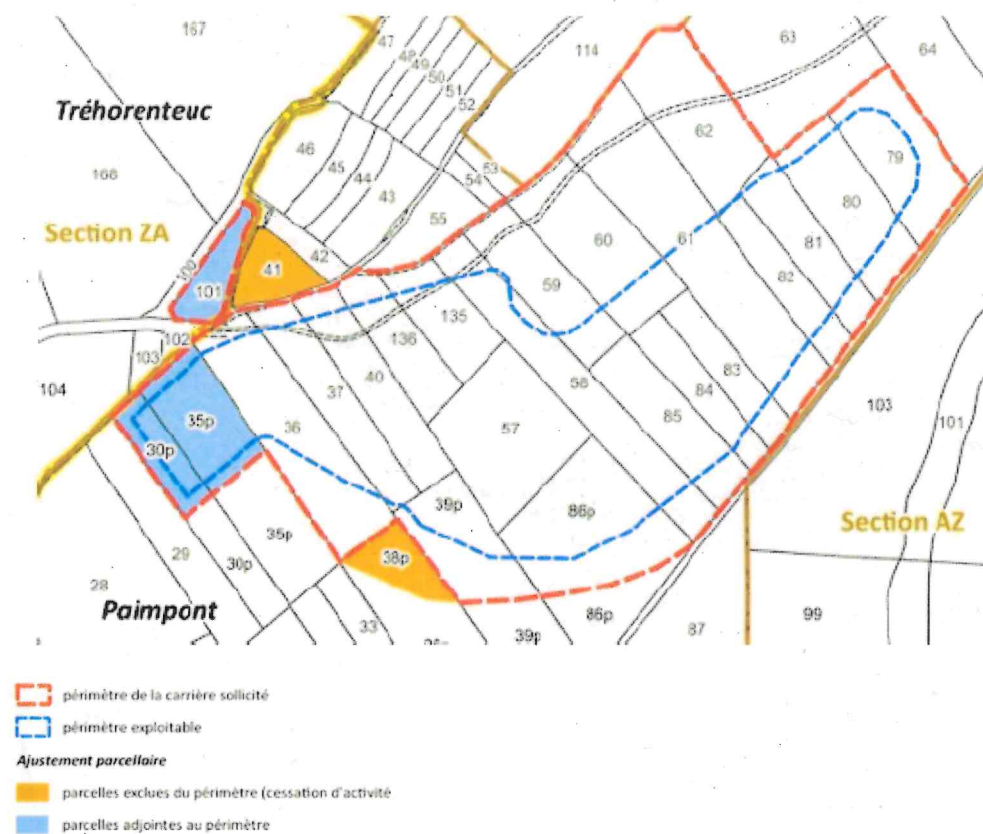 167
47
48
49
50
51
52
114
63
64
Tréhorenteuc
46
45
44
43
54
53
62
79
166
55
80
Section ZA
42
60
61
81
41
59
82
100
101
135
102
136
103
37
40
58
83
104
84
103
35p
36
57
85
101
30p
39p
86p
Section AZ
35p
38p
29
30p
28
Paimpont
33
39p
86p
87
99
périmètre de la carrière sollicité
périmètre exploitable
Ajustement parcellaire
parcelles exclues du périmètre (cessation d'activité
parcelles adjointes au périmètre